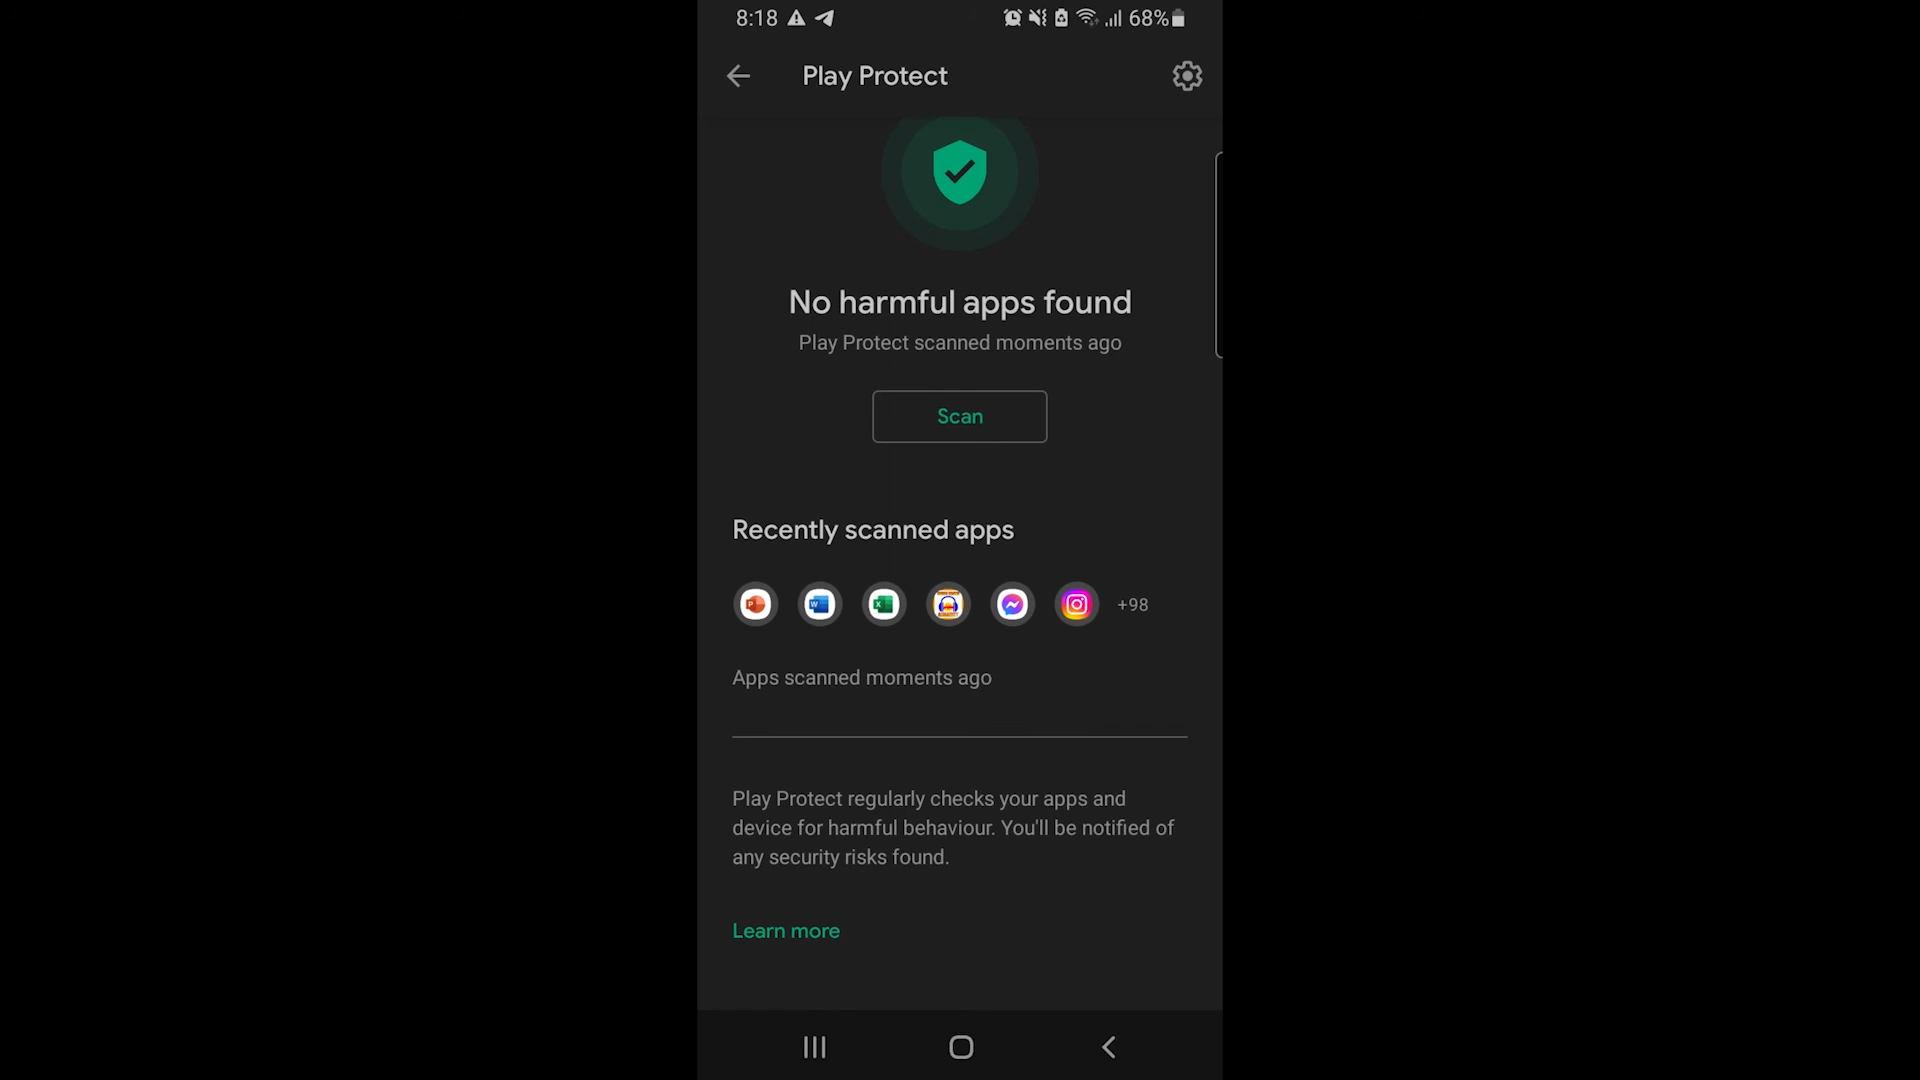 8:18 68%
Play Protect
No harmful apps found
Play Protect scanned moments ago
Scan
Recently scanned apps
+98
Apps scanned moments ago
Play Protect regularly checks your apps and
device for harmful behaviour. You'll be notified of
any security risks found.
Learn more